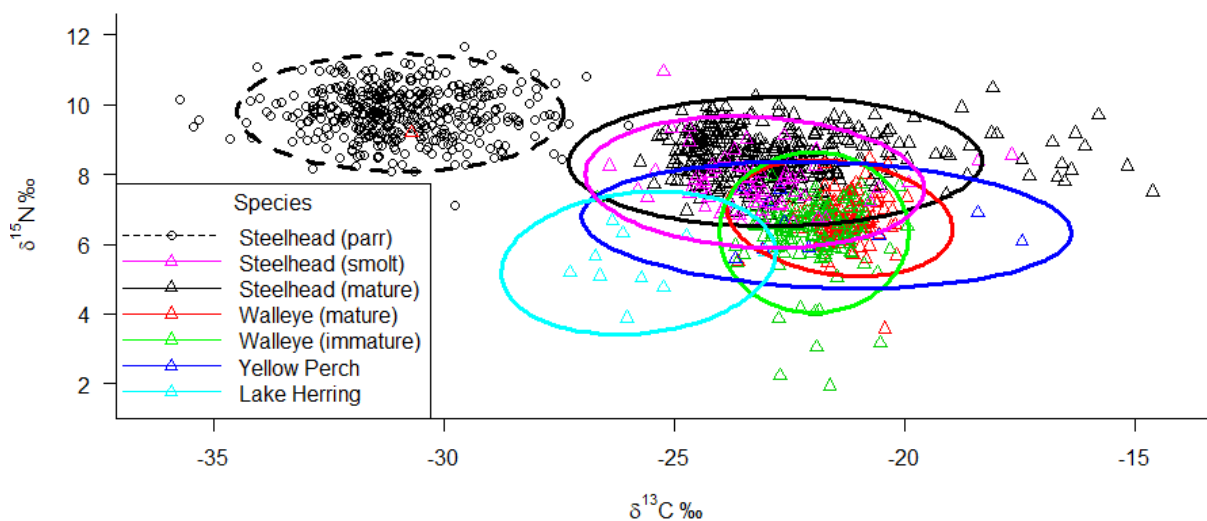 12
10
8
6
4
2
δ15N ‰
Species
Steelhead (parr)
Steelhead (smolt)
Steelhead (mature)
Walleye (mature)
Walleye (immature)
Yellow Perch
Lake Herring
-35 -30 -25 -20 -15
δ13C ‰